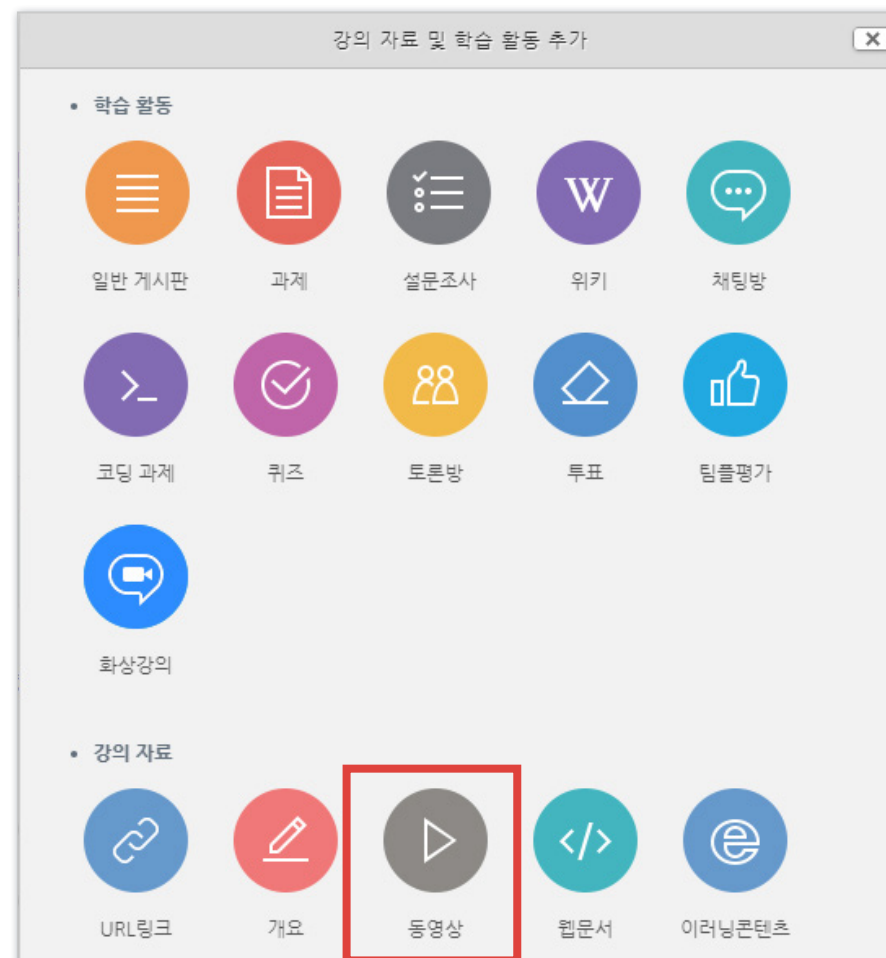 강의 자료 및 학습 활동 추가
학습 활동
일반 게시판 과제 설문조사 위키 채팅방
코딩 과제 퀴즈 토론방 투표 팀플평가
화상강의
강의 자료
URL링크 개요 동영상 웹문서 이러닝콘텐츠